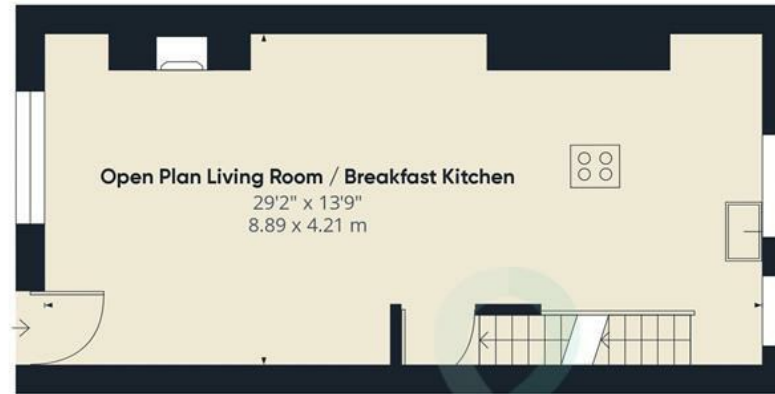 Open Plan Living Room / Breakfast Kitchen
29'2" x 13'9"
8.89 x 4.21 m